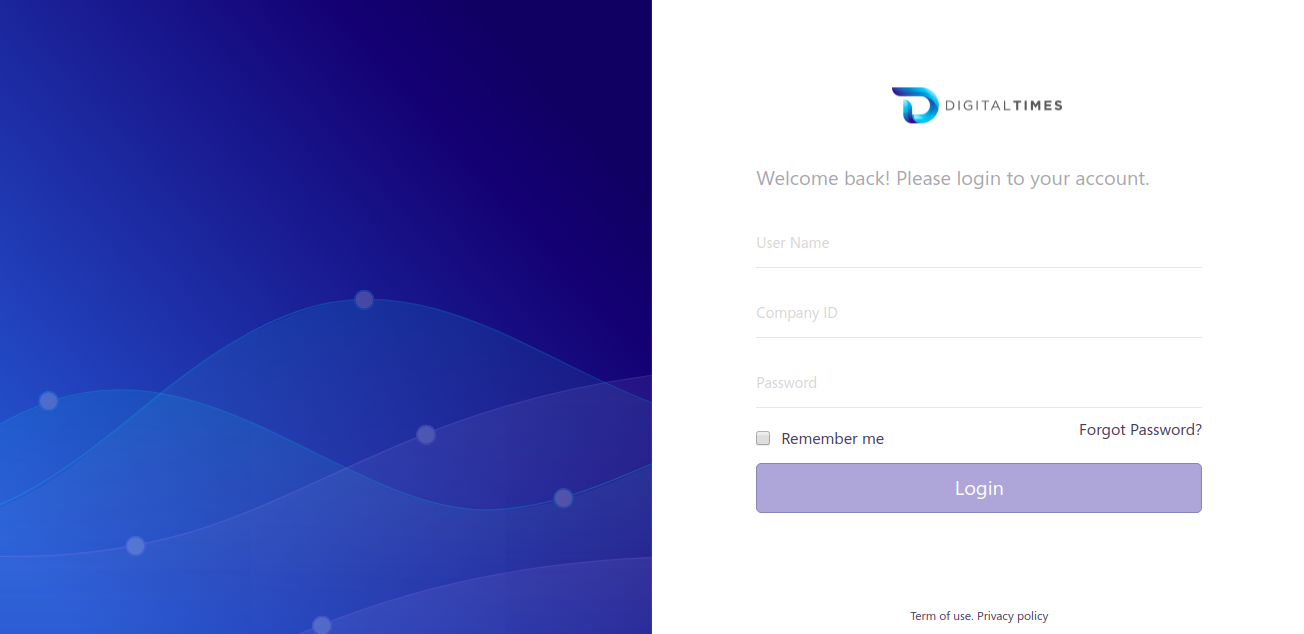 DIGITALTIMES
Welcome back! Please login to your account.
User Name
Company ID
Password
Remember me
Forgot Password?
Login
Term of use. Privacy policy